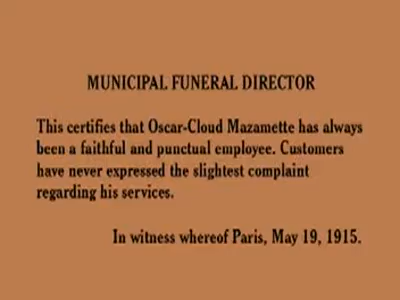 MUNICIPAL FUNERAL DIRECTOR
This certifies that Oscar-Cloud Mazamette has always
been a faithful and punctual employee. Customers
have never expressed the slightest complaint
regarding his services.
In witness whereof Paris, May 19, 1915.